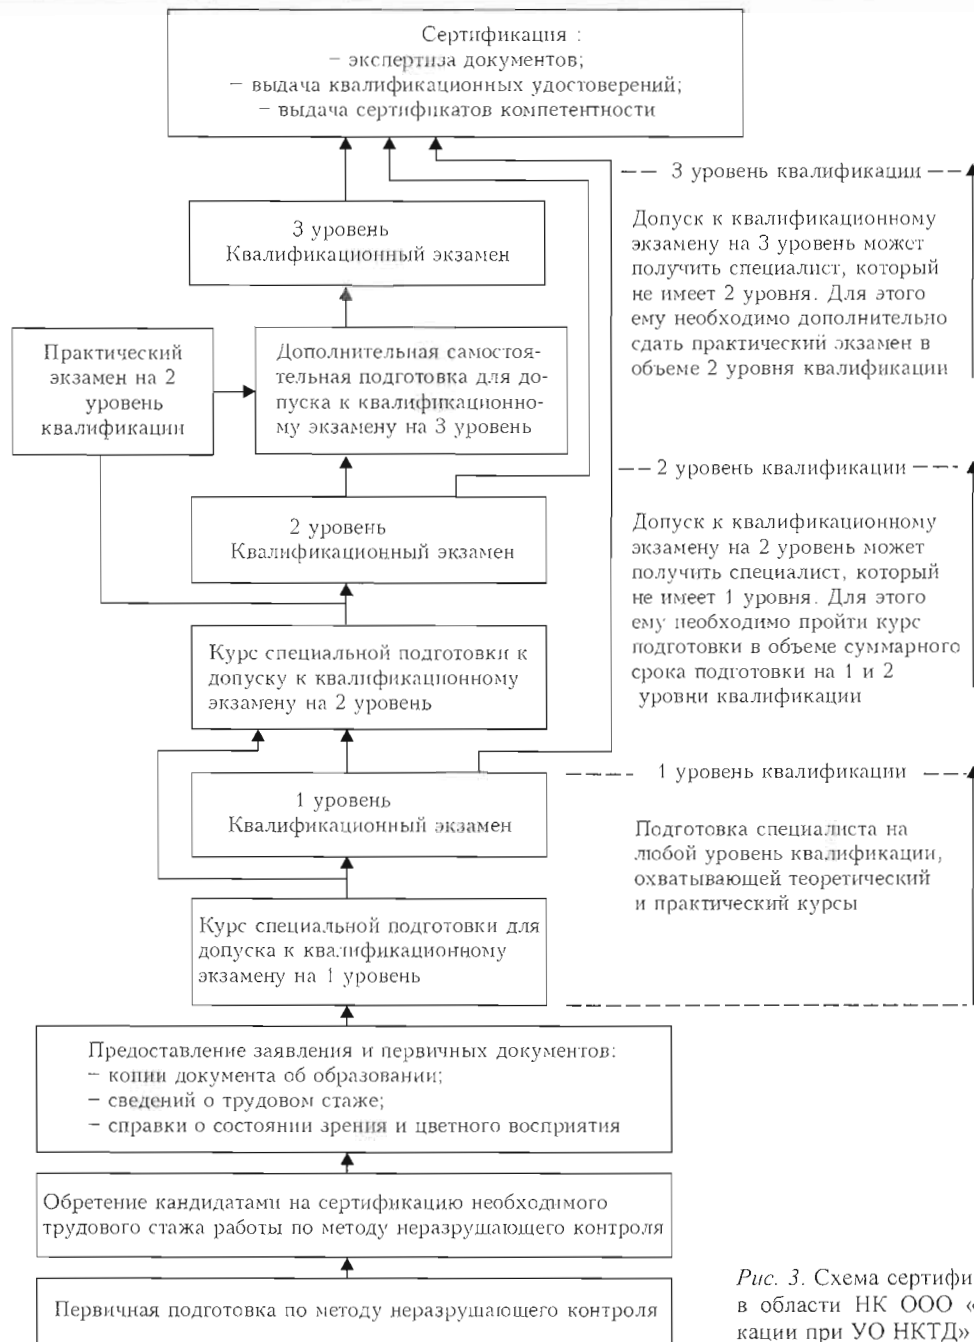 Сертификация :
– экспертиза документов;
– выдача квалификационных удостоверений;
– выдача сертификатов компетентности
3 уровень
Квалификационный экзамен
Практический
экзамен на 2
уровень
квалификации
Дополнительная самостоя-
тельная подготовка для до-
пуска к квалификационно-
му экзамену на 3 уровень
2 уровень
Квалификационный экзамен
Курс специальной подготовки к
допуску к квалификационному
экзамену на 2 уровень
1 уровень
Квалификационный экзамен
Курс специальной подготовки для
допуска к квалификационному
экзамену на 1 уровень
Предоставление заявления и первичных документов:
– копии документа об образовании;
– сведений о трудовом стаже;
– справки о состоянии зрения и цветного восприятия
Обретение кандидатами на сертификацию необходимого
трудового стажа работы по методу неразрушающего контроля
Первичная подготовка по методу неразрушающего контроля
3 уровень квалификации
Допуск к квалификационному
экзамену на 3 уровень может
получить специалист, который
не имеет 2 уровня. Для этого
ему необходимо дополнительно
сдать практический экзамен в
объеме 2 уровня квалификации
2 уровень квалификации
Допуск к квалификационному
экзамену на 2 уровень может
получить специалист, который
не имеет 1 уровня. Для этого
ему необходимо пройти курс
подготовки в объеме суммарного
срока подготовки на 1 и 2
уровни квалификации
1 уровень квалификации
Подготовка специалиста на
любой уровень квалификации,
охватывающей теоретический
и практический курсы
Рис. 3. Схема сертифи
в области НК ООО «
кации при УО НКТД»